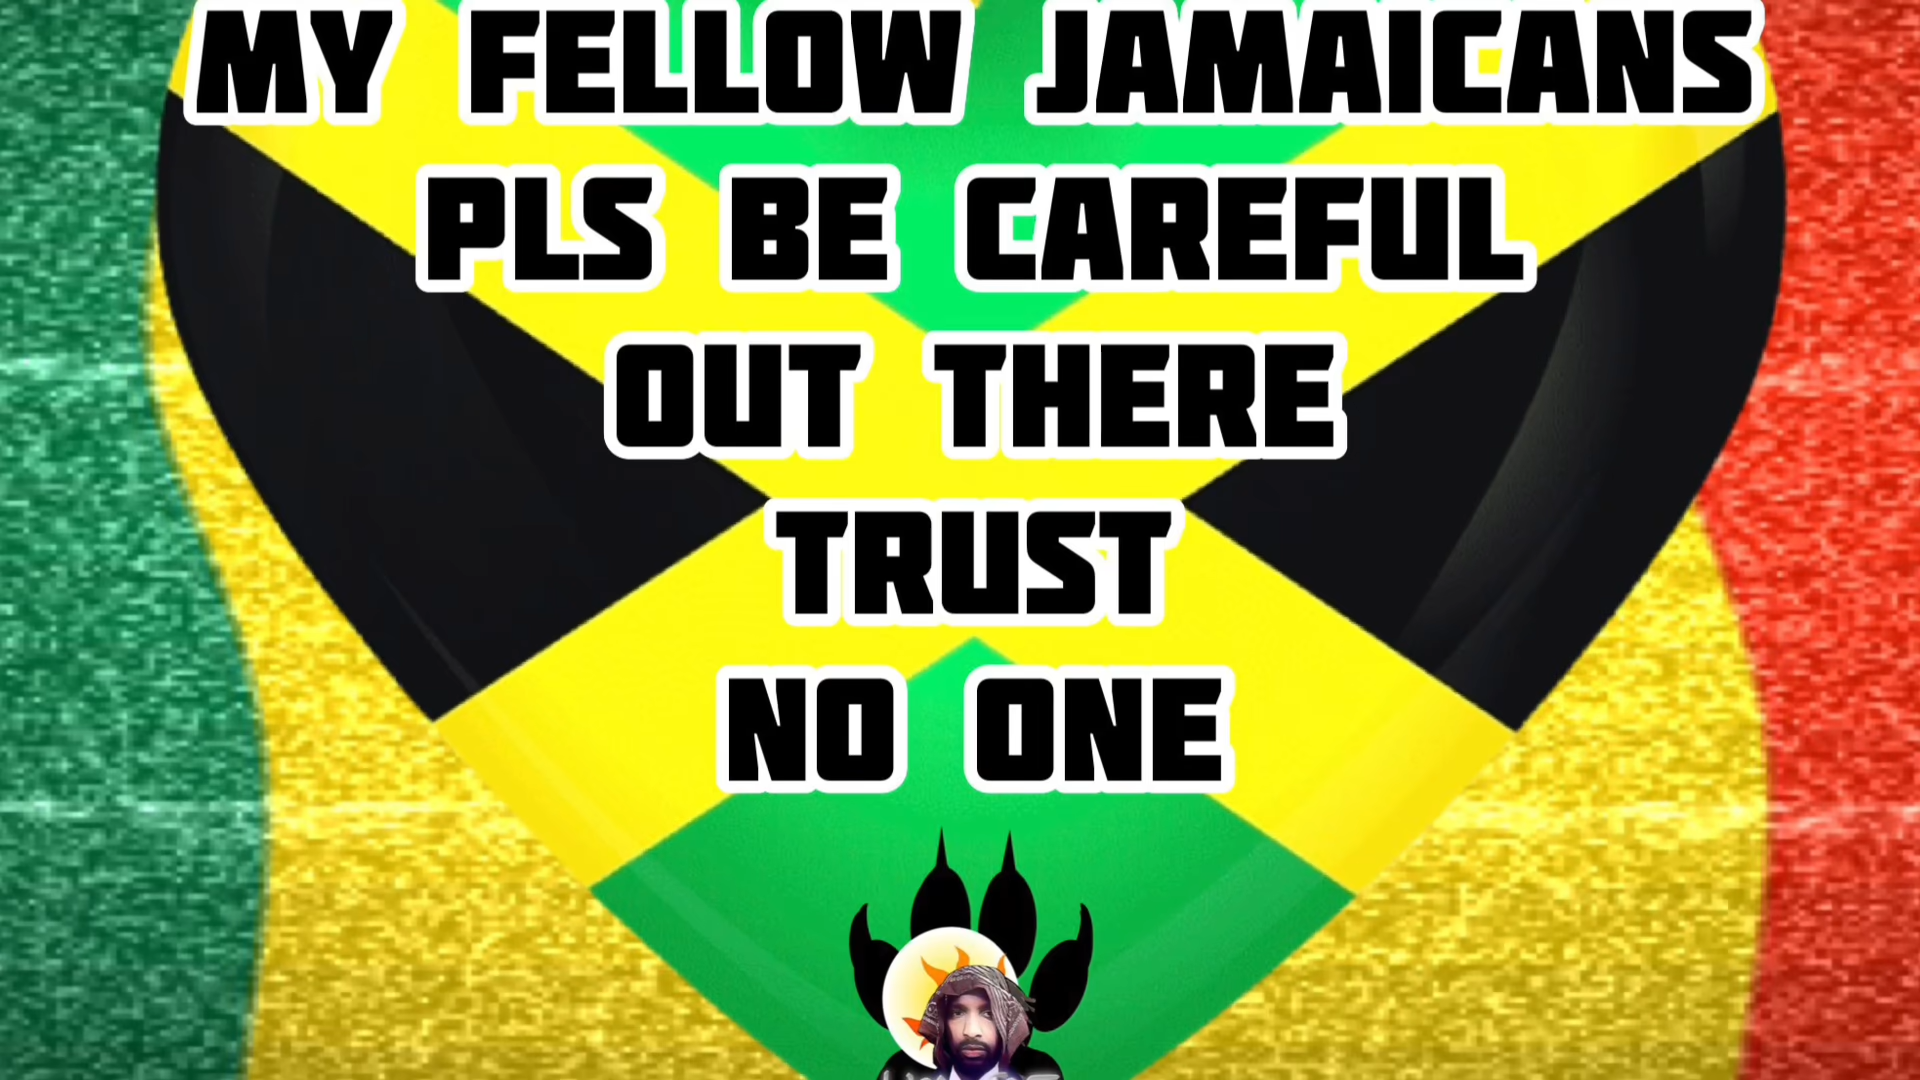 MY FELLOW JAMAICANS
PLS BE CAREFUL
OUT THERE
TRUST
NO ONE